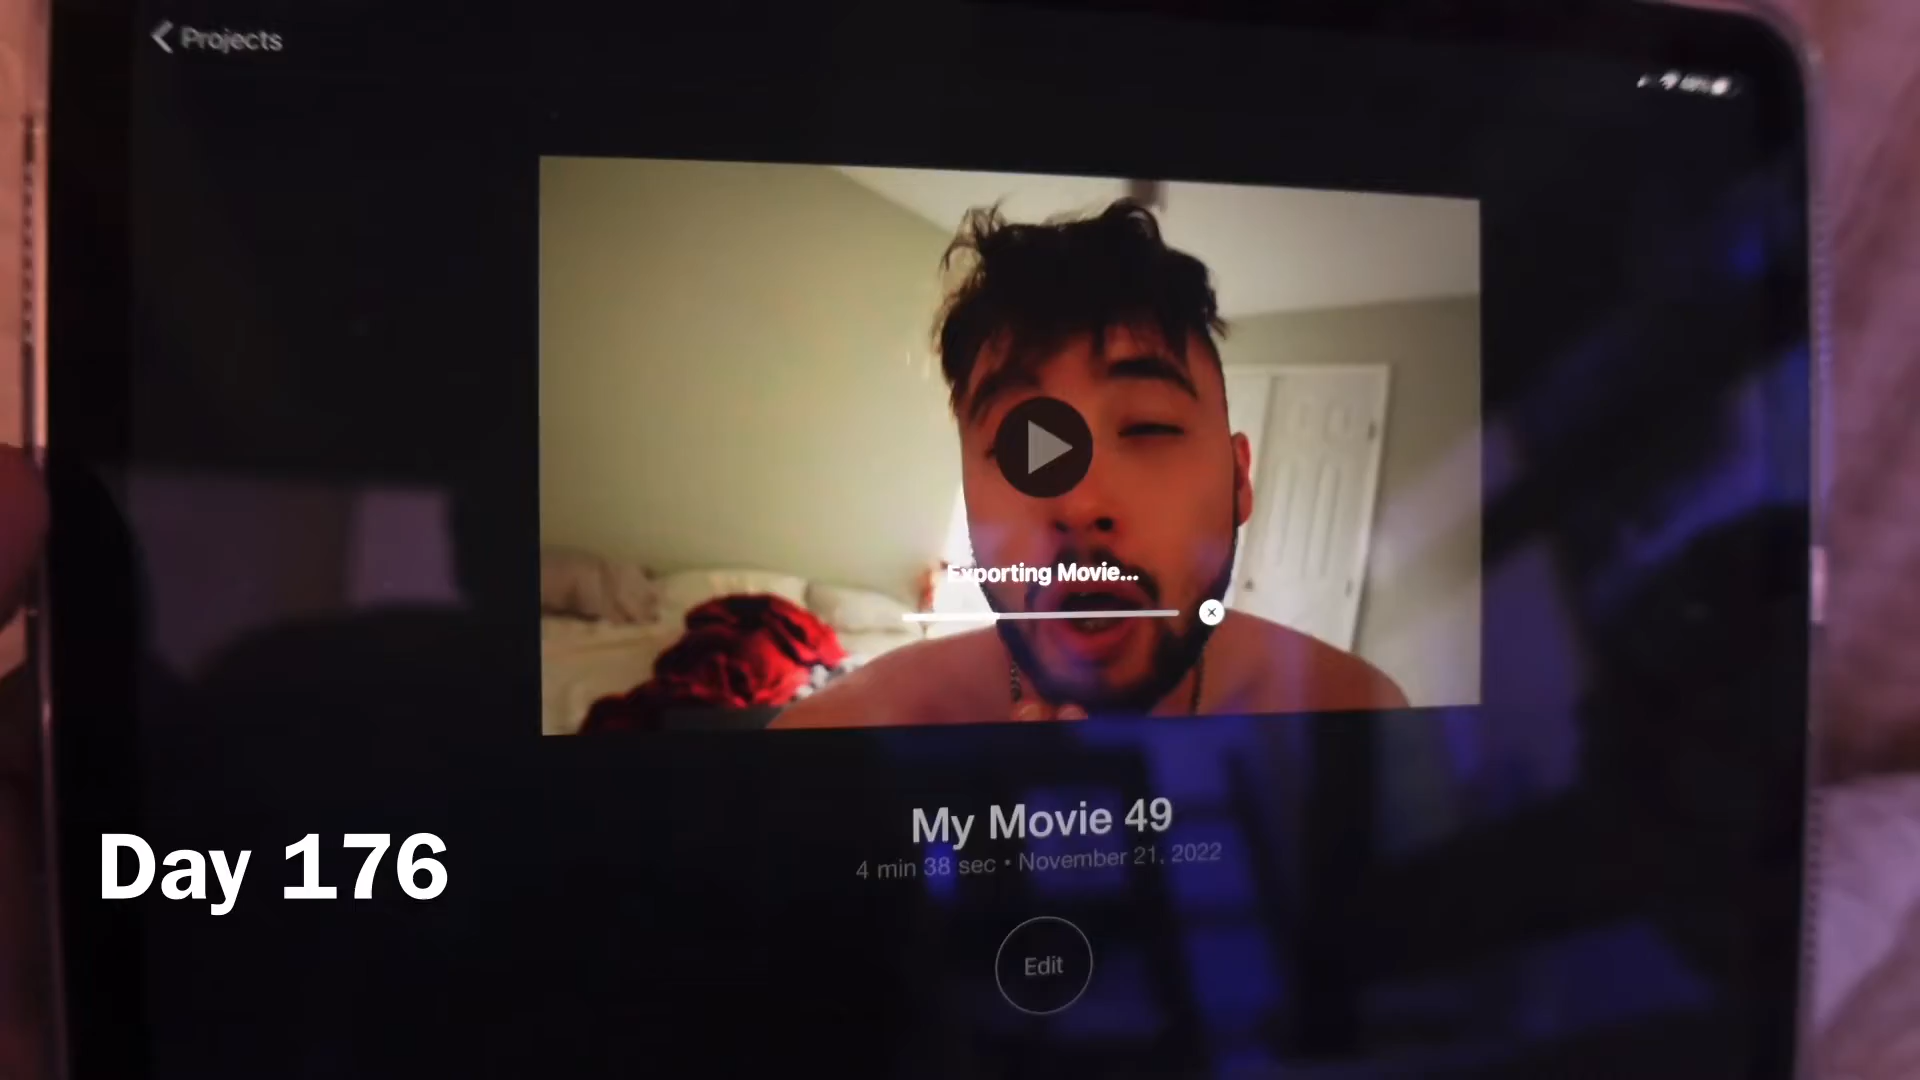 Projects
Exporting Movie...
My Movie 49
4 min 38 sec • November 21, 2022
Day 176
Edit